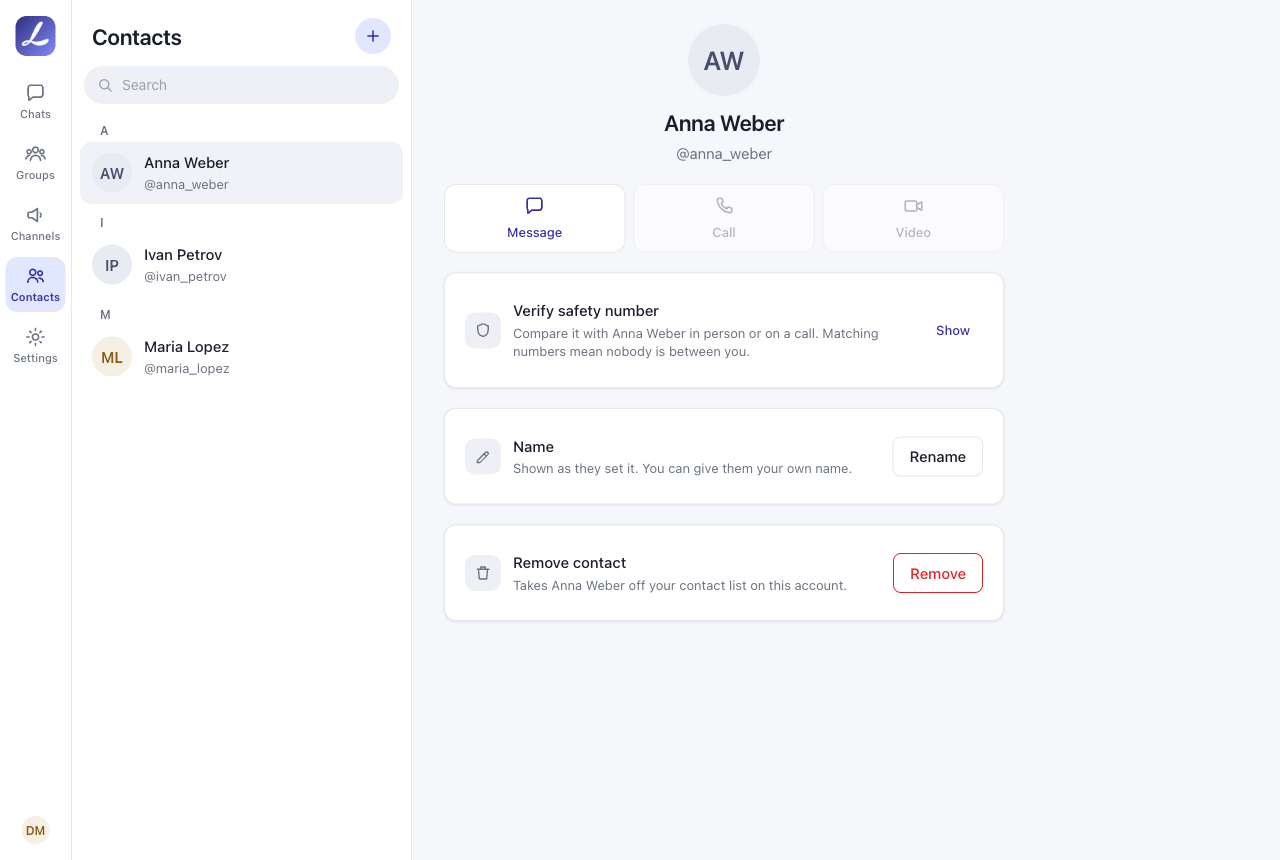 L
Chats
Groups
Channels
Contacts
Settings
DM
Contacts
Search
A
AW
Anna Weber
@anna_weber
I
IP
Ivan Petrov
@ivan_petrov
M
ML
Maria Lopez
@maria_lopez
AW
Anna Weber
@anna_weber
Message
Call
Video
Verify safety number
Compare it with Anna Weber in person or on a call. Matching
numbers mean nobody is between you.
Show
Name
Shown as they set it. You can give them your own name.
Rename
Remove contact
Takes Anna Weber off your contact list on this account.
Remove